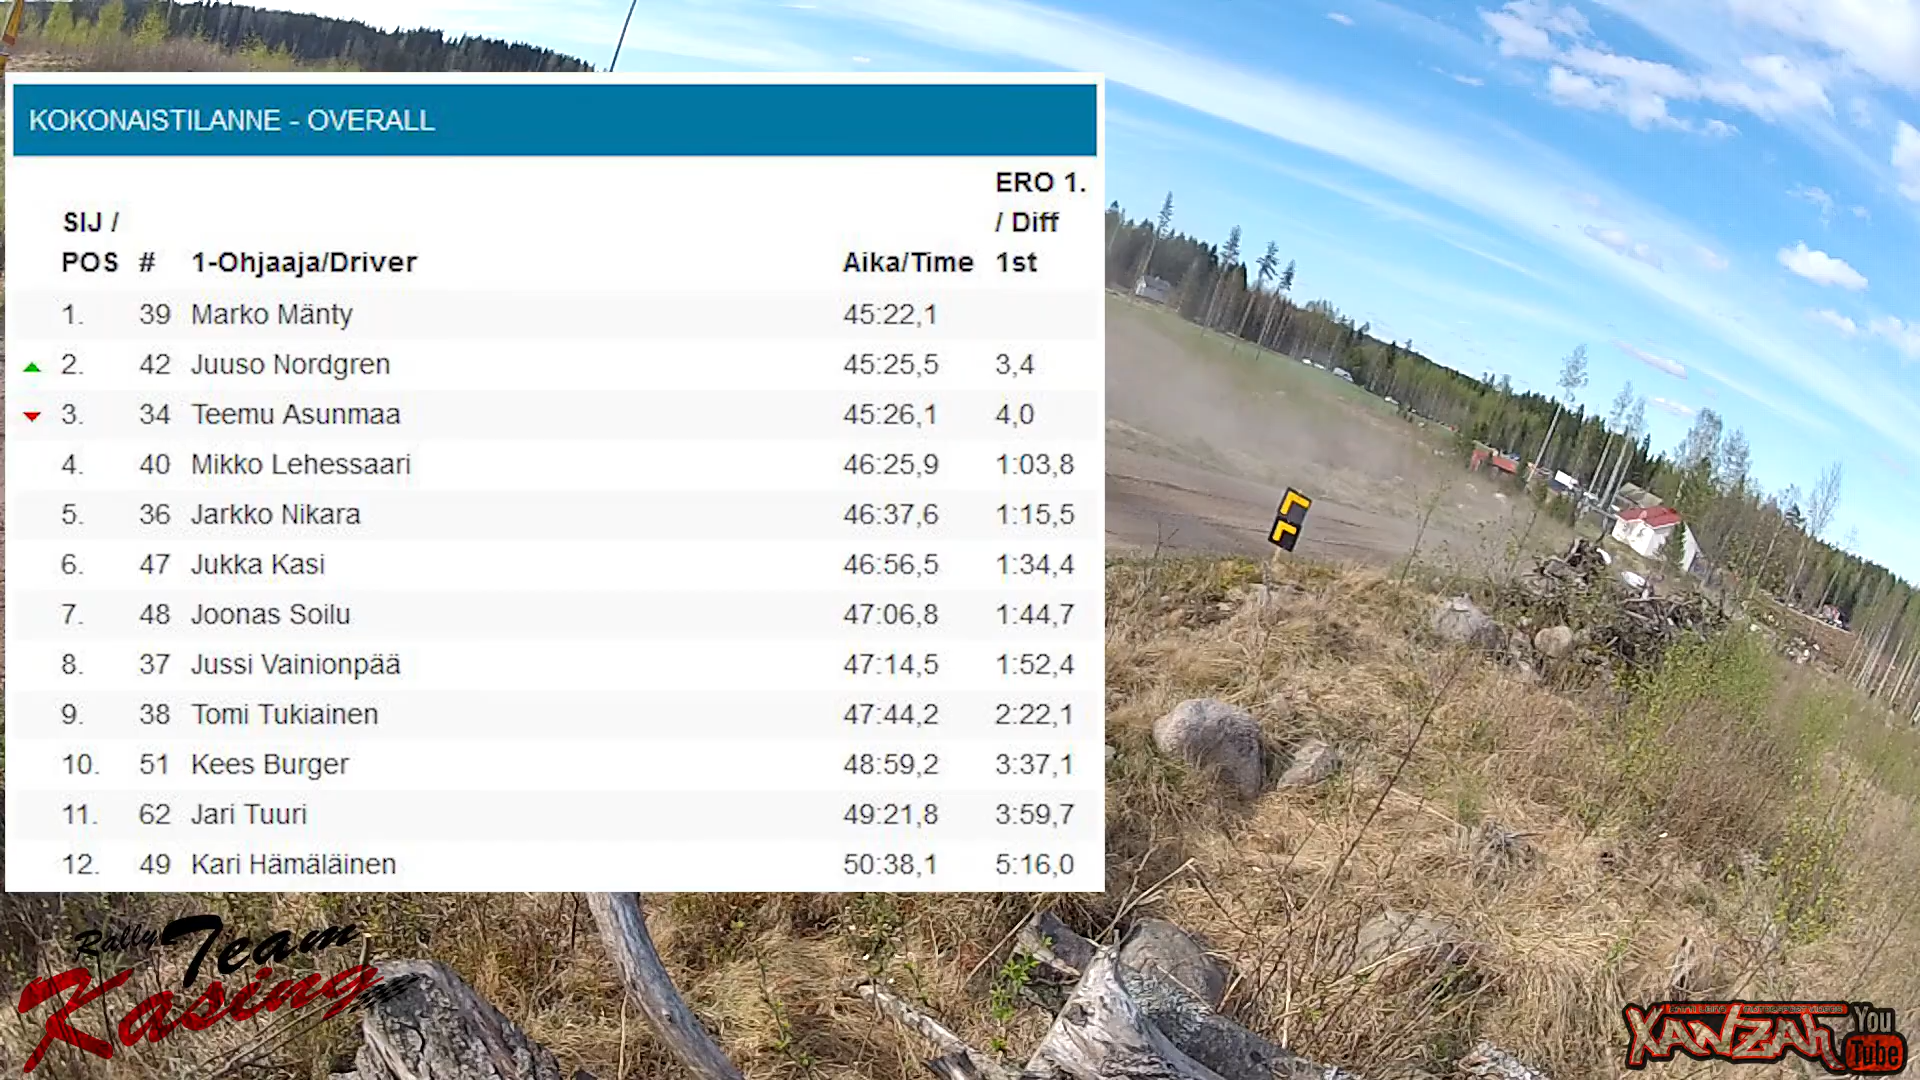 KOKONAISTILANNE - OVERALL
SIJ / POS # 1-Ohjaaja/Driver Aika/Time ERO 1. / Diff 1st
1. 39 Marko Mänty 45:22,1
2. 42 Juuso Nordgren 45:25,5 3,4
3. 34 Teemu Asunmaa 45:26,1 4,0
4. 40 Mikko Lehessaari 46:25,9 1:03,8
5. 36 Jarkko Nikara 46:37,6 1:15,5
6. 47 Jukka Kasi 46:56,5 1:34,4
7. 48 Joonas Soilu 47:06,8 1:44,7
8. 37 Jussi Vainionpää 47:14,5 1:52,4
9. 38 Tomi Tukiainen 47:44,2 2:22,1
10. 51 Kees Burger 48:59,2 3:37,1
11. 62 Jari Tuuri 49:21,8 3:59,7
12. 49 Kari Hämäläinen 50:38,1 5:16,0
Rally Team
Kasing
XANZAH You
Tube